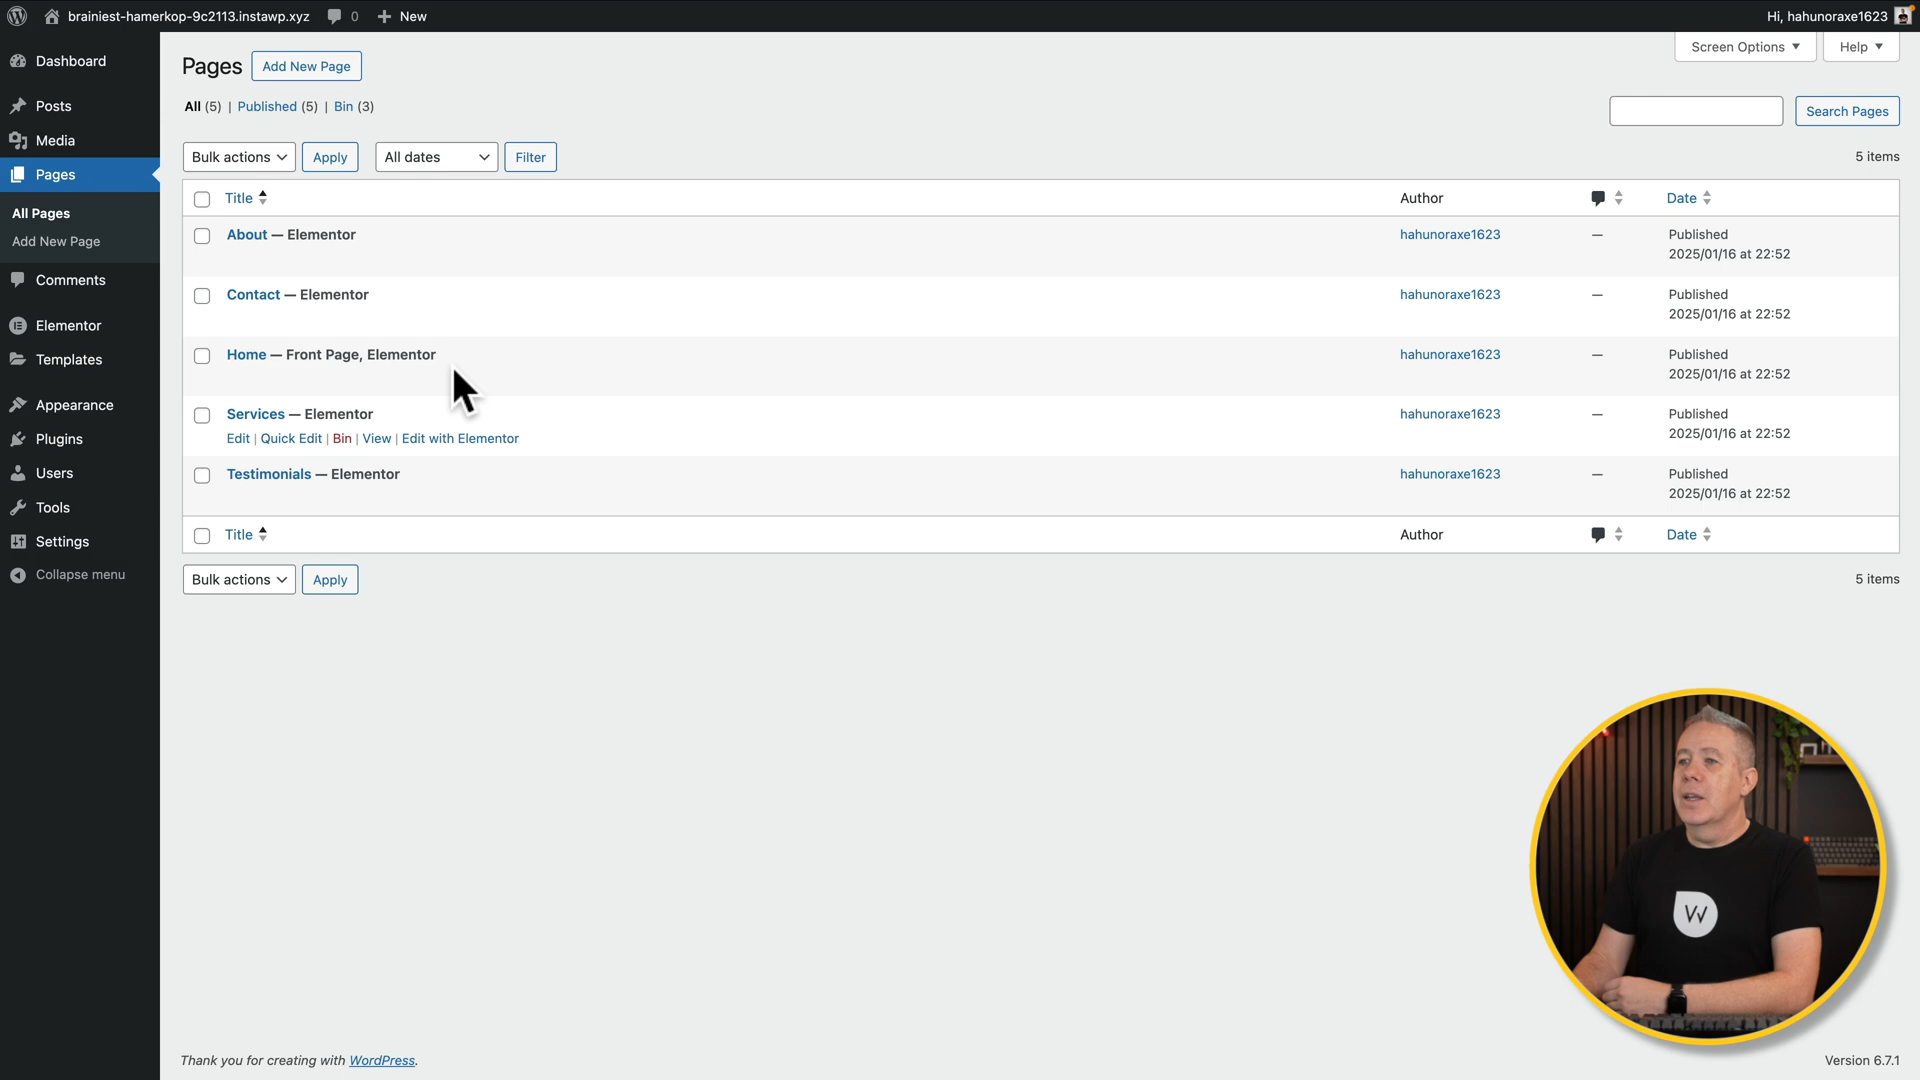 brainiest-hamerkop-9c2113.instawp.xyz 0 New Hi, hahunoraxe1623
Screen Options Help
Dashboard
Posts
Media
Pages
All Pages
Add New Page
Comments
Elementor
Templates
Appearance
Plugins
Users
Tools
Settings
Collapse menu
Pages Add New Page
All (5) | Published (5) | Bin (3)
Search Pages
Bulk actions Apply All dates Filter 5 items
Title Author Date
About — Elementor hahunoraxe1623 — Published
2025/01/16 at 22:52
Contact — Elementor hahunoraxe1623 — Published
2025/01/16 at 22:52
Home — Front Page, Elementor hahunoraxe1623 — Published
2025/01/16 at 22:52
Services — Elementor hahunoraxe1623 — Published
2025/01/16 at 22:52
Edit | Quick Edit | Bin | View | Edit with Elementor
Testimonials — Elementor hahunoraxe1623 — Published
2025/01/16 at 22:52
Title Author Date
Bulk actions Apply 5 items
W
Thank you for creating with WordPress. Version 6.7.1